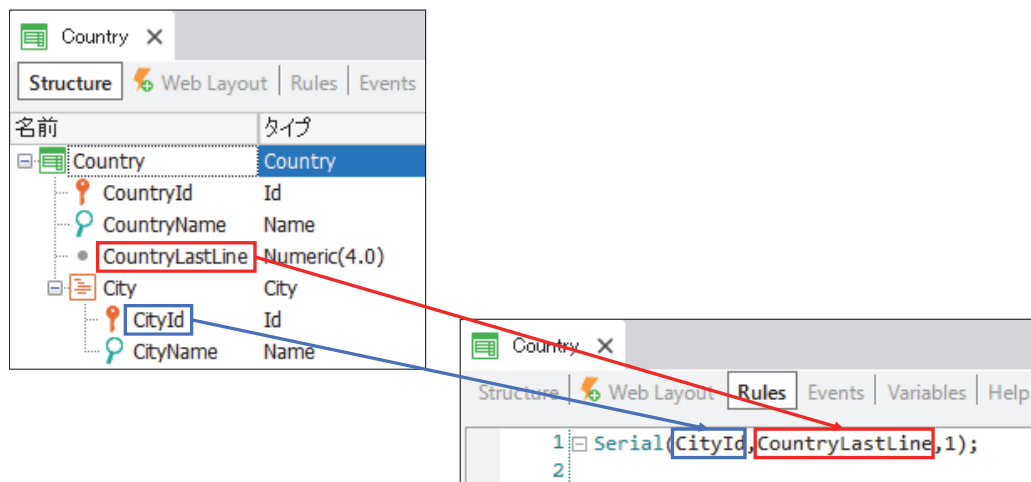 Country
Structure Web Layout Rules Events
名前 タイプ
Country Country
CountryId Id
CountryName Name
CountryLastLine Numeric(4.0)
City City
CityId Id
CityName Name
Country
Structure Web Layout Rules Events Variables Help
1 Serial(CityId,CountryLastLine,1);
2